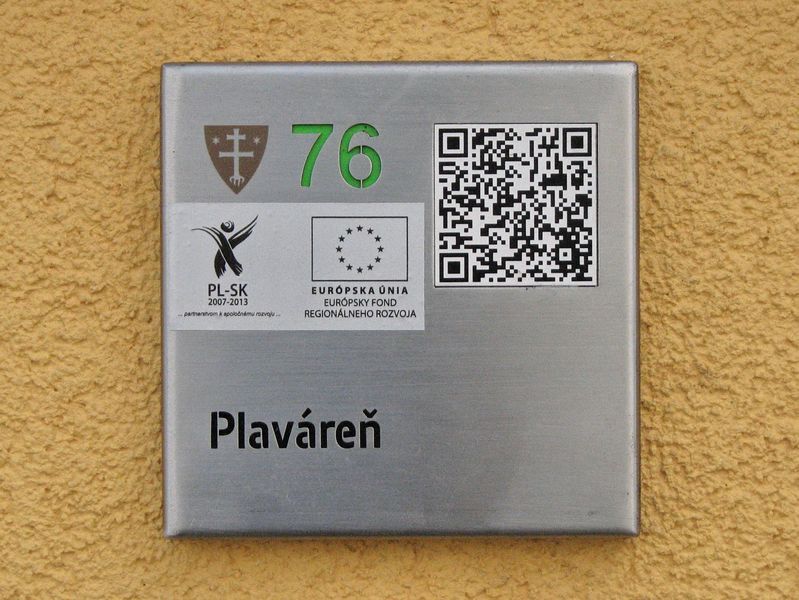 76
PL-SK
2007-2013
... partnerstvom k spoločnému rozvoju ...
EURÓPSKA ÚNIA
EURÓPSKY FOND
REGIONÁLNEHO ROZVOJA
Plaváreň